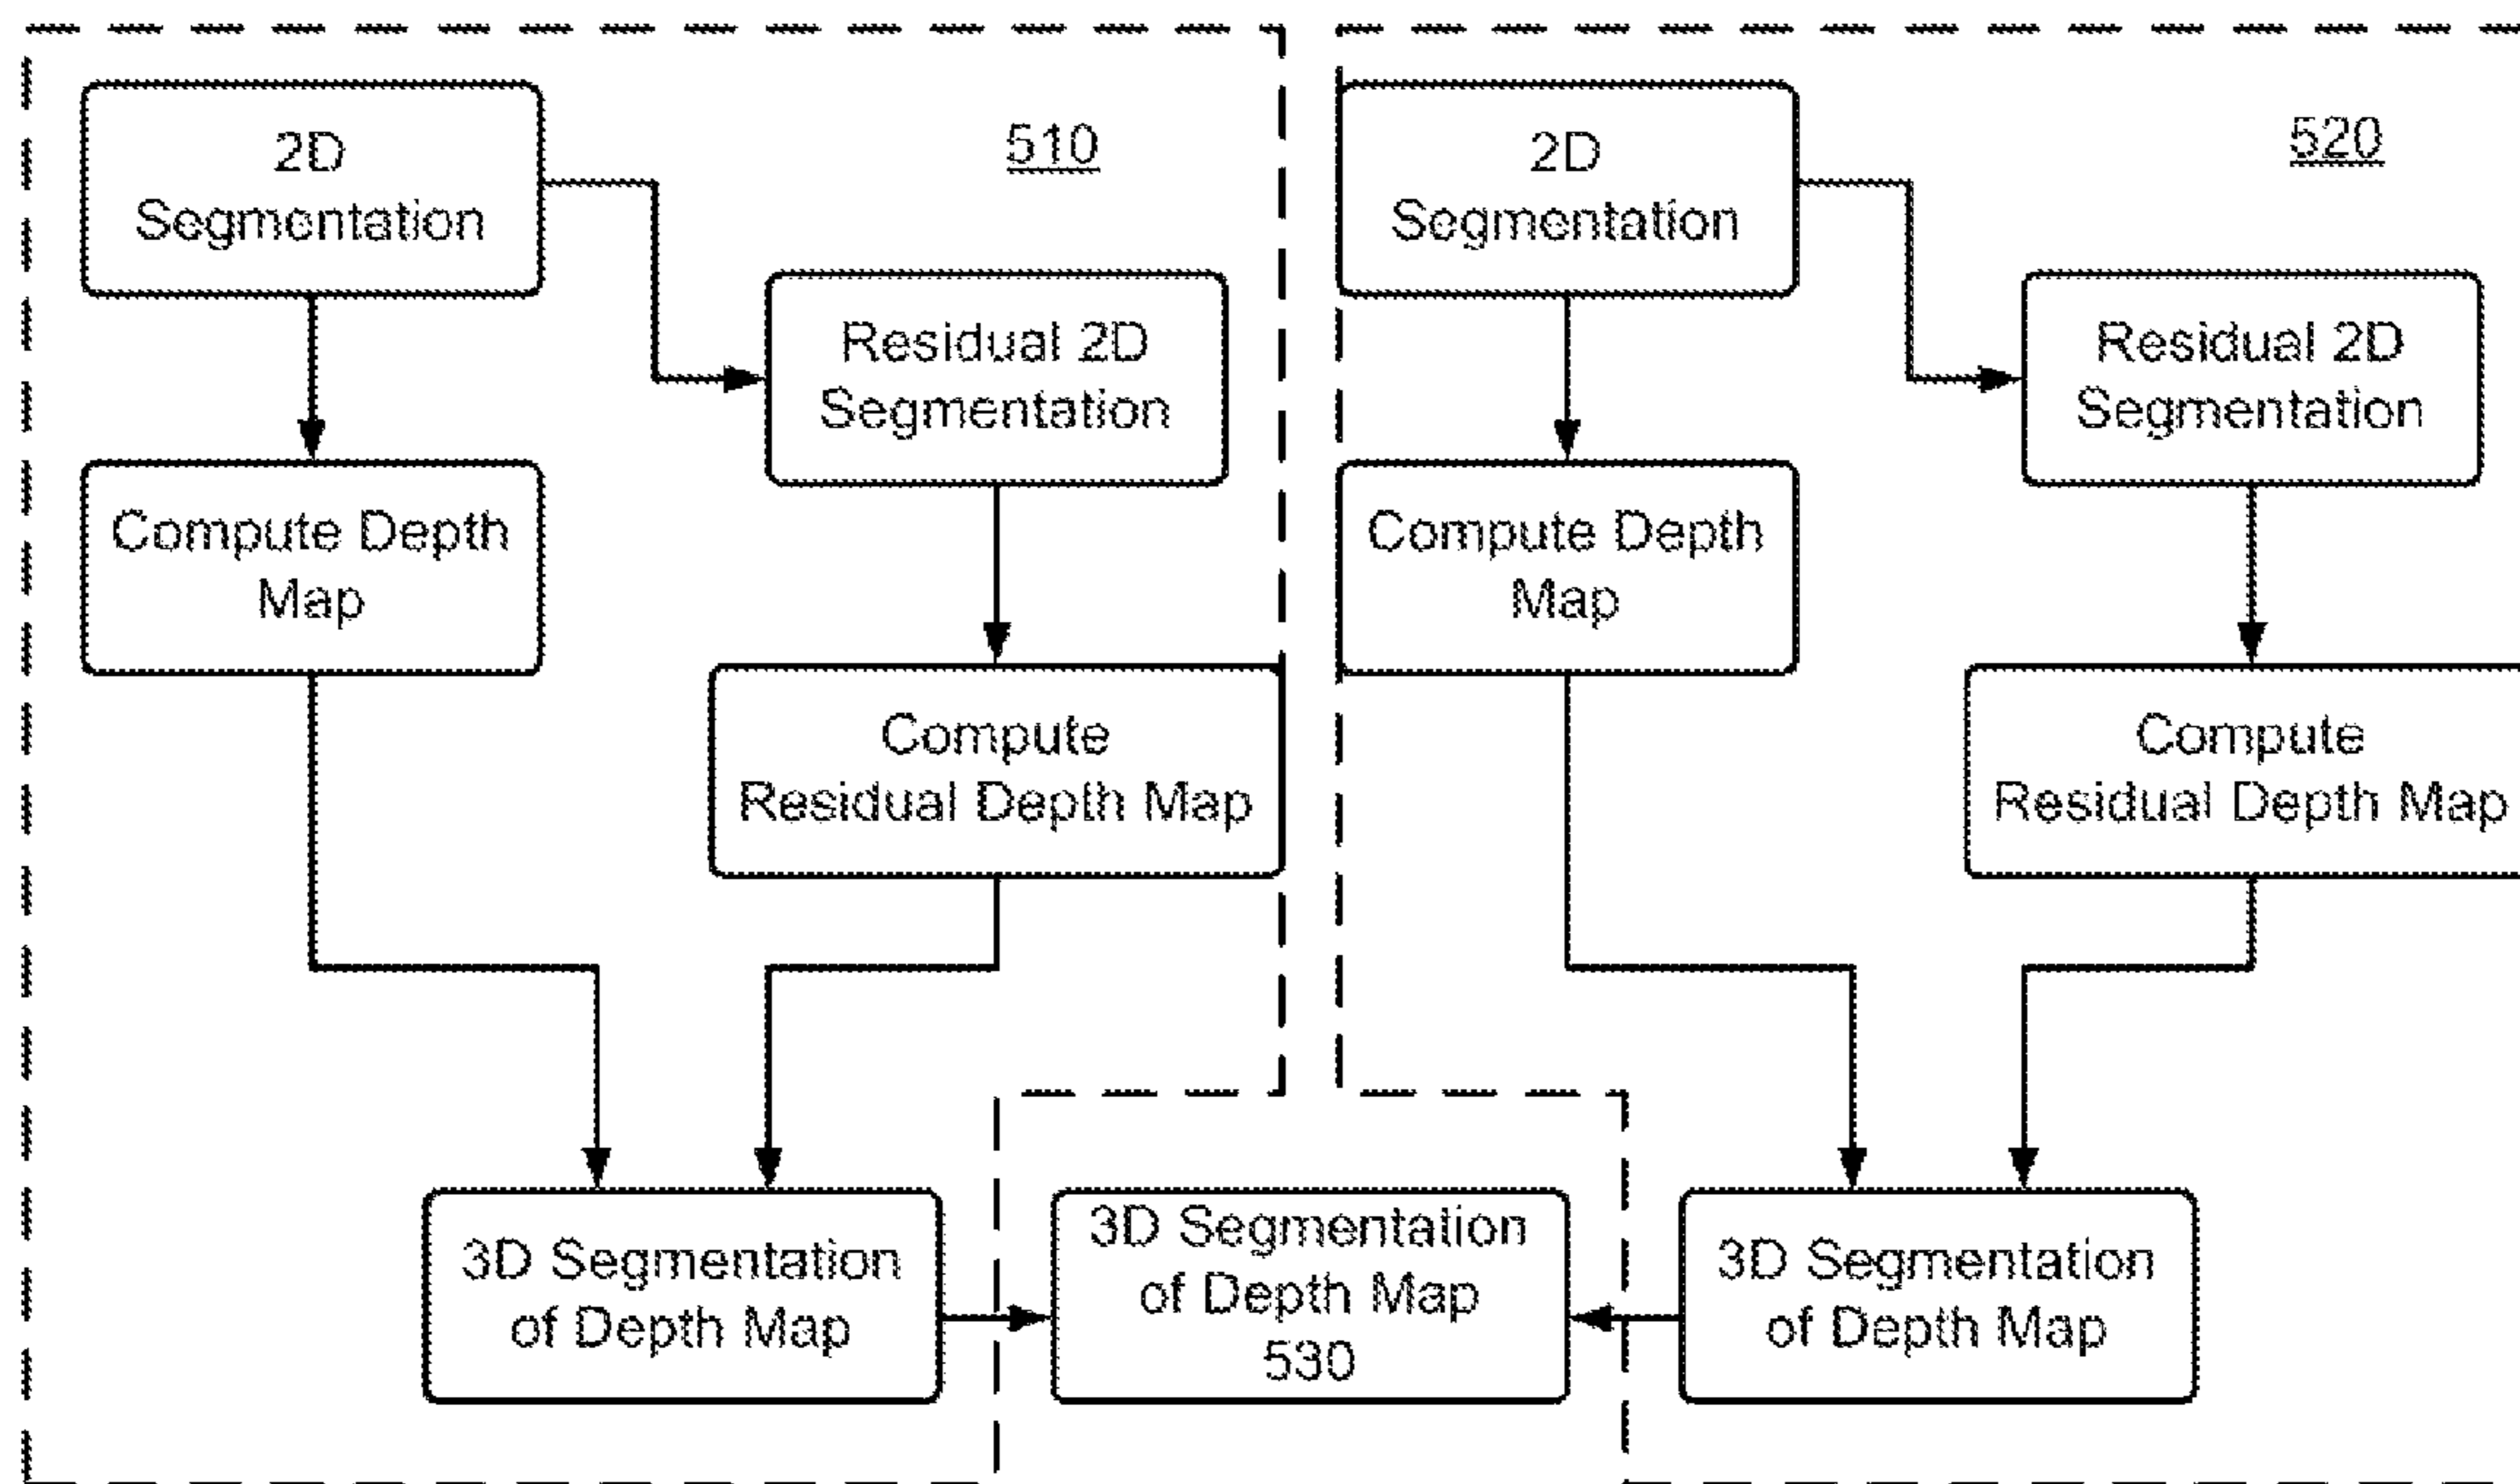 510
2D
Segmentation
Residual 2D
Segmentation
Compute Depth
Map
Compute
Residual Depth Map
3D Segmentation
of Depth Map
520
2D
Segmentation
Residual 2D
Segmentation
Compute Depth
Map
Compute
Residual Depth Map
3D Segmentation
of Depth Map
3D Segmentation
of Depth Map
530